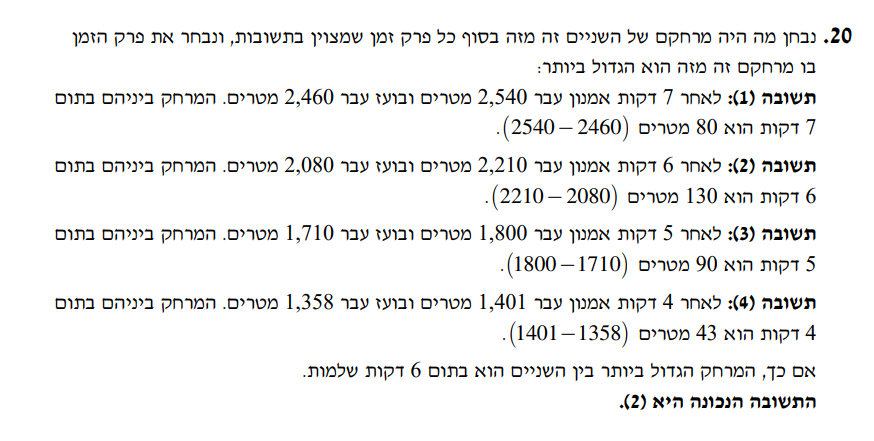 20. נבחן מה היה מרחקם של השניים זה מזה בסוף כל פרק זמן שמצוין בתשובות, ונבחר את פרק הזמן
בו מרחקם זה מזה הוא הגדול ביותר:
תשובה (1): לאחר 7 דקות אמנון עבר 2,540 מטרים ובועז עבר 2,460 מטרים. המרחק ביניהם בתום
7 דקות הוא 80 מטרים (2540 – 2460).
תשובה (2): לאחר 6 דקות אמנון עבר 2,210 מטרים ובועז עבר 2,080 מטרים. המרחק ביניהם בתום
6 דקות הוא 130 מטרים (2210 – 2080).
תשובה (3): לאחר 5 דקות אמנון עבר 1,800 מטרים ובועז עבר 1,710 מטרים. המרחק ביניהם בתום
5 דקות הוא 90 מטרים (1800 – 1710).
תשובה (4): לאחר 4 דקות אמנון עבר 1,401 מטרים ובועז עבר 1,358 מטרים. המרחק ביניהם בתום
4 דקות הוא 43 מטרים (1401 – 1358).
אם כך, המרחק הגדול ביותר בין השניים הוא בתום 6 דקות שלמות.
התשובה הנכונה היא (2).